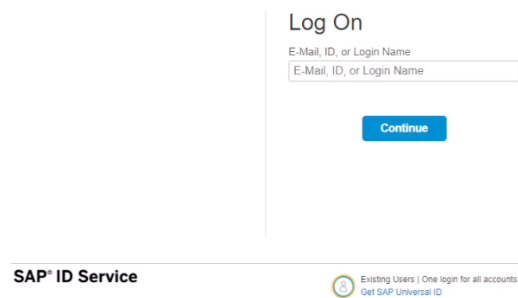 Log On
E-Mail, ID, or Login Name
E-Mail, ID, or Login Name
Continue
SAP® ID Service
Existing Users | One login for all accounts
Get SAP Universal ID